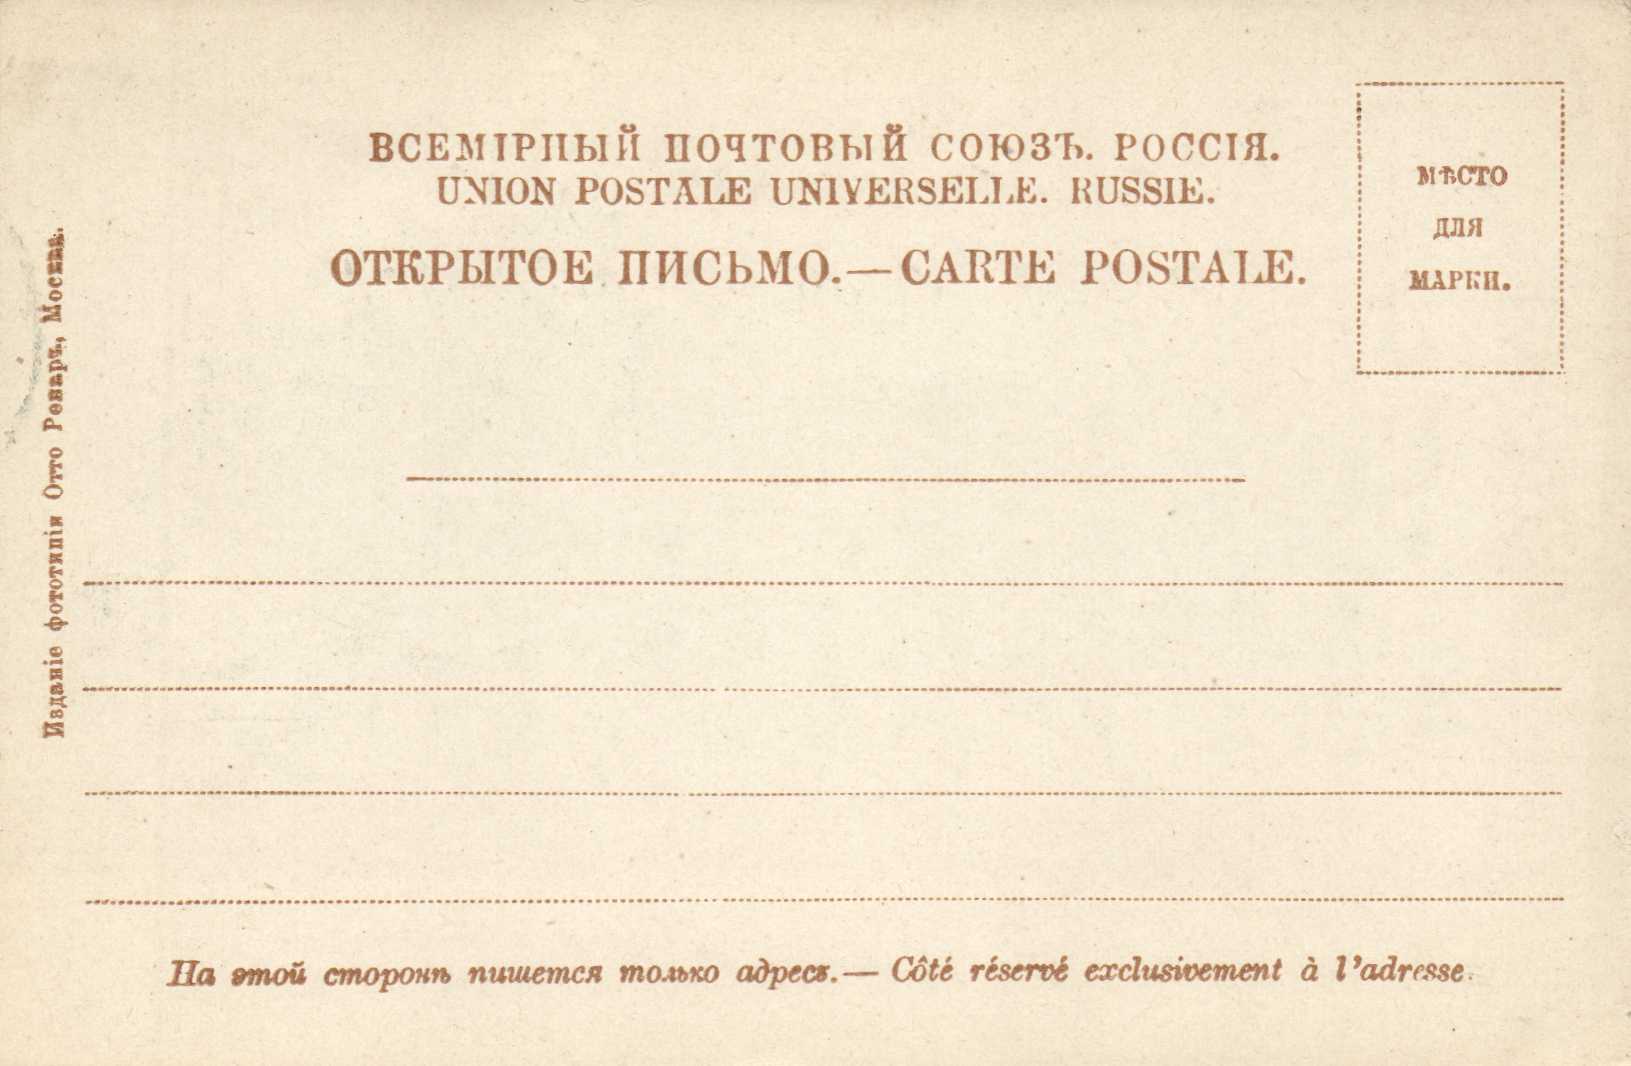 ВСЕМІРНЫЙ ПОЧТОВЫЙ СОЮЗЪ. РОССІЯ.
UNION POSTALE UNIVERSELLE. RUSSIE.
ОТКРЫТОЕ ПИСЬМО.—CARTE POSTALE.
МѢСТО
ДЛЯ
МАРКИ.
Изданіе фототипіи Отто Ренаръ, Москва.
На этой сторонѣ пишется только адресъ.— Côté réservé exclusivement à l'adresse.